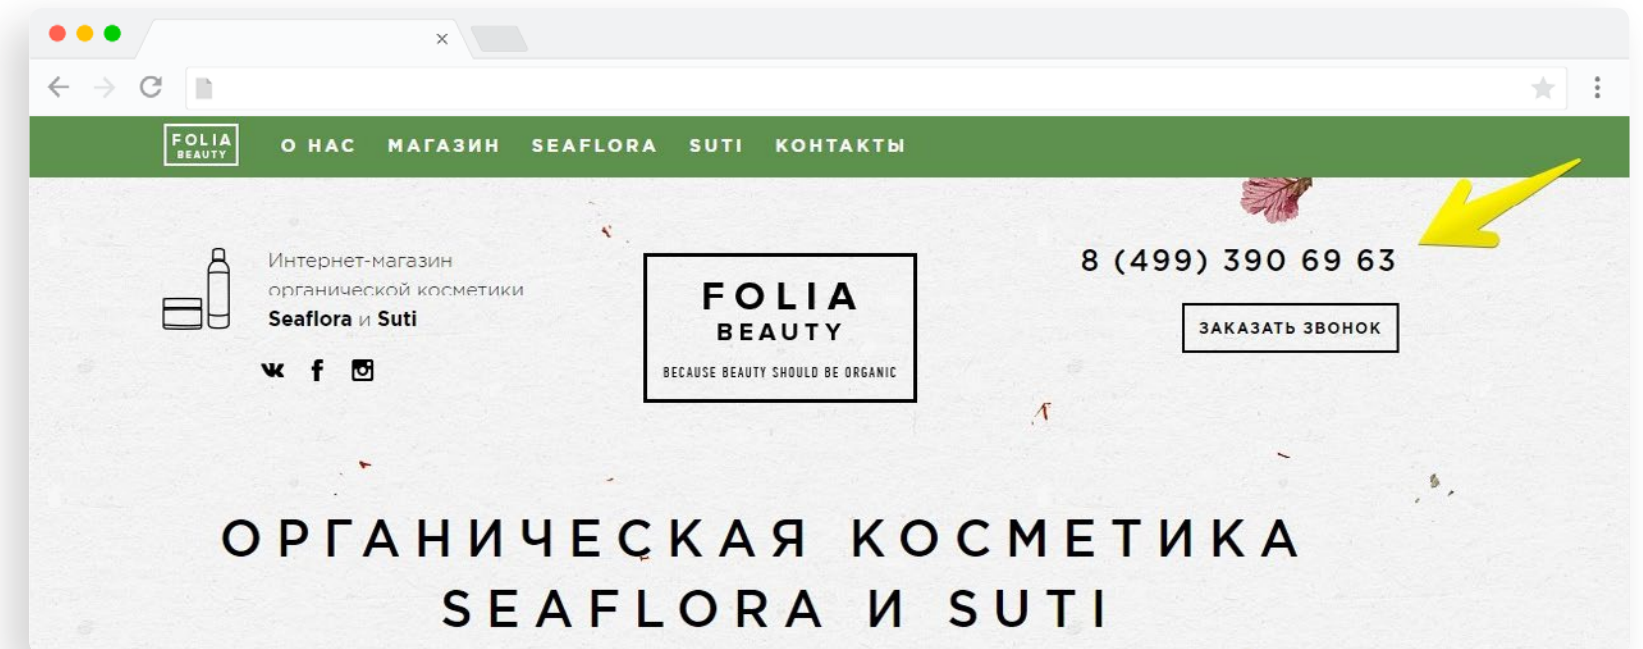 FOLIA
BEAUTY
О НАС МАГАЗИН SEAFLORA SUTI КОНТАКТЫ
Интернет-магазин
органической косметики
Seaflora и Suti
FOLIA
BEAUTY
BECAUSE BEAUTY SHOULD BE ORGANIC
8 (499) 390 69 63
ЗАКАЗАТЬ ЗВОНОК
ОРГАНИЧЕСКАЯ КОСМЕТИКА
SEAFLORA И SUTI